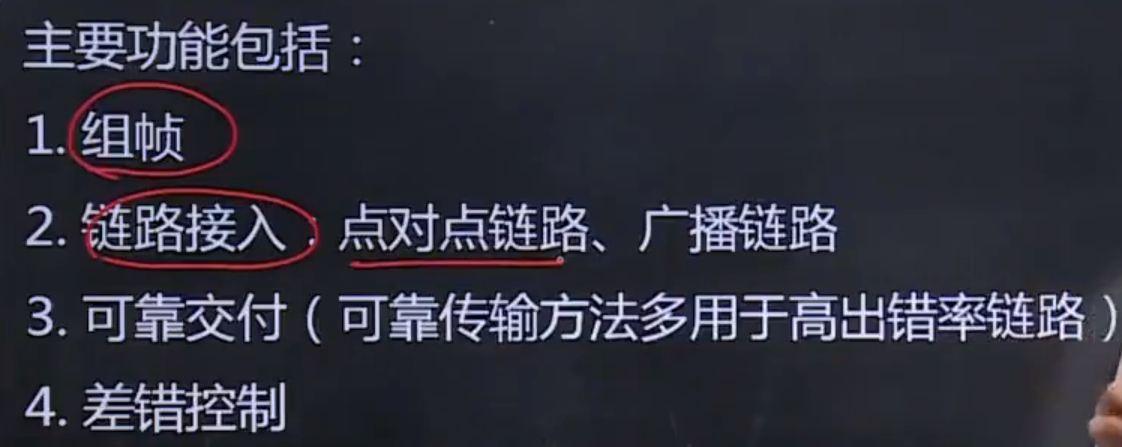 主要功能包括：
1. 组帧
2. 链路接入：点对点链路、广播链路
3. 可靠交付（可靠传输方法多用于高出错率链路）
4. 差错控制